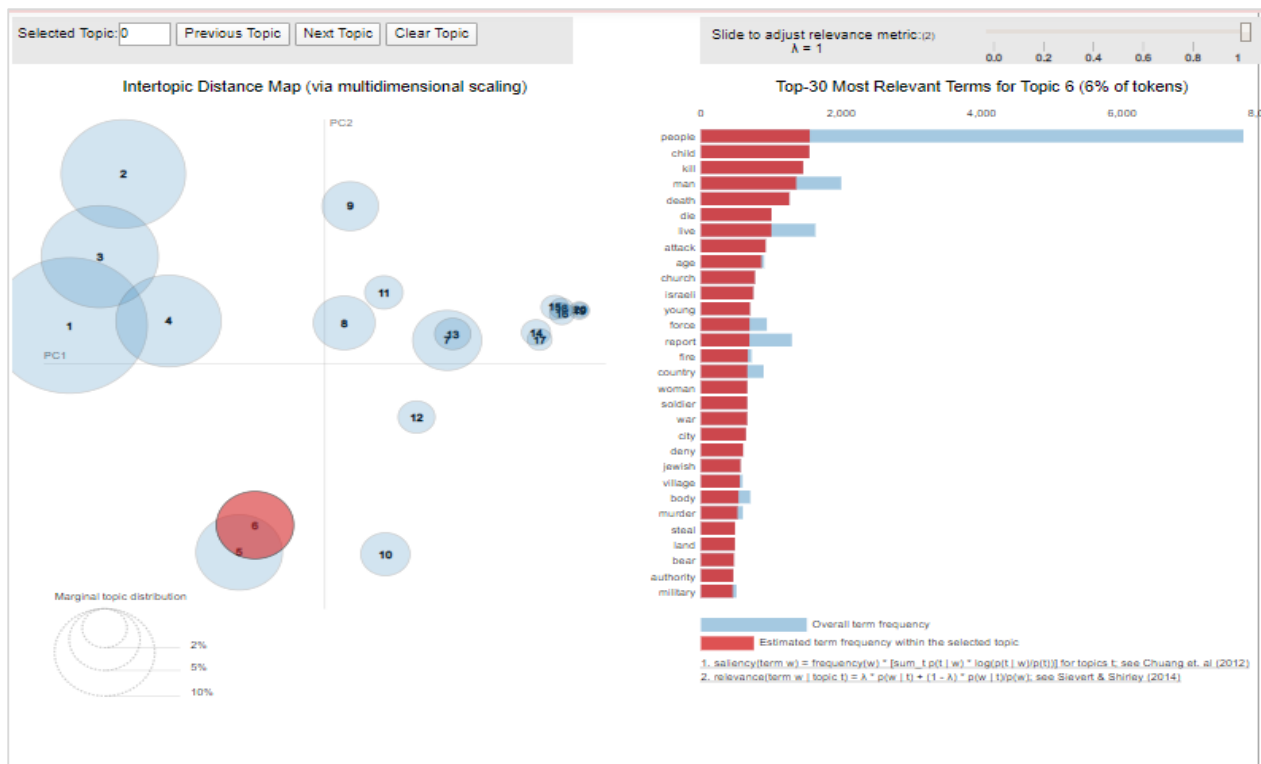 Selected Topic: 0 Previous Topic Next Topic Clear Topic
Slide to adjust relevance metric:(2)
λ = 1
0.0 0.2 0.4 0.6 0.8 1
Intertopic Distance Map (via multidimensional scaling)
PC2
PC1
2
9
3
11
1
4
8
15
16
14
13
7
17
12
6
5
10
Marginal topic distribution
2%
5%
10%
Top-30 Most Relevant Terms for Topic 6 (6% of tokens)
0 2,000 4,000 6,000
people
child
kill
man
death
die
live
attack
age
church
israeli
young
force
report
fire
country
woman
soldier
war
city
deny
jewish
village
body
murder
steal
land
bear
authority
military
Overall term frequency
Estimated term frequency within the selected topic
1. saliency(term w) = frequency(w) * [sum_t p(t | w) * log(p(t | w)/p(t))] for topics t; see Chuang et. al (2012)
2. relevance(term w | topic t) = λ * p(w | t) + (1 - λ) * p(w | t)/p(w); see Sievert & Shirley (2014)